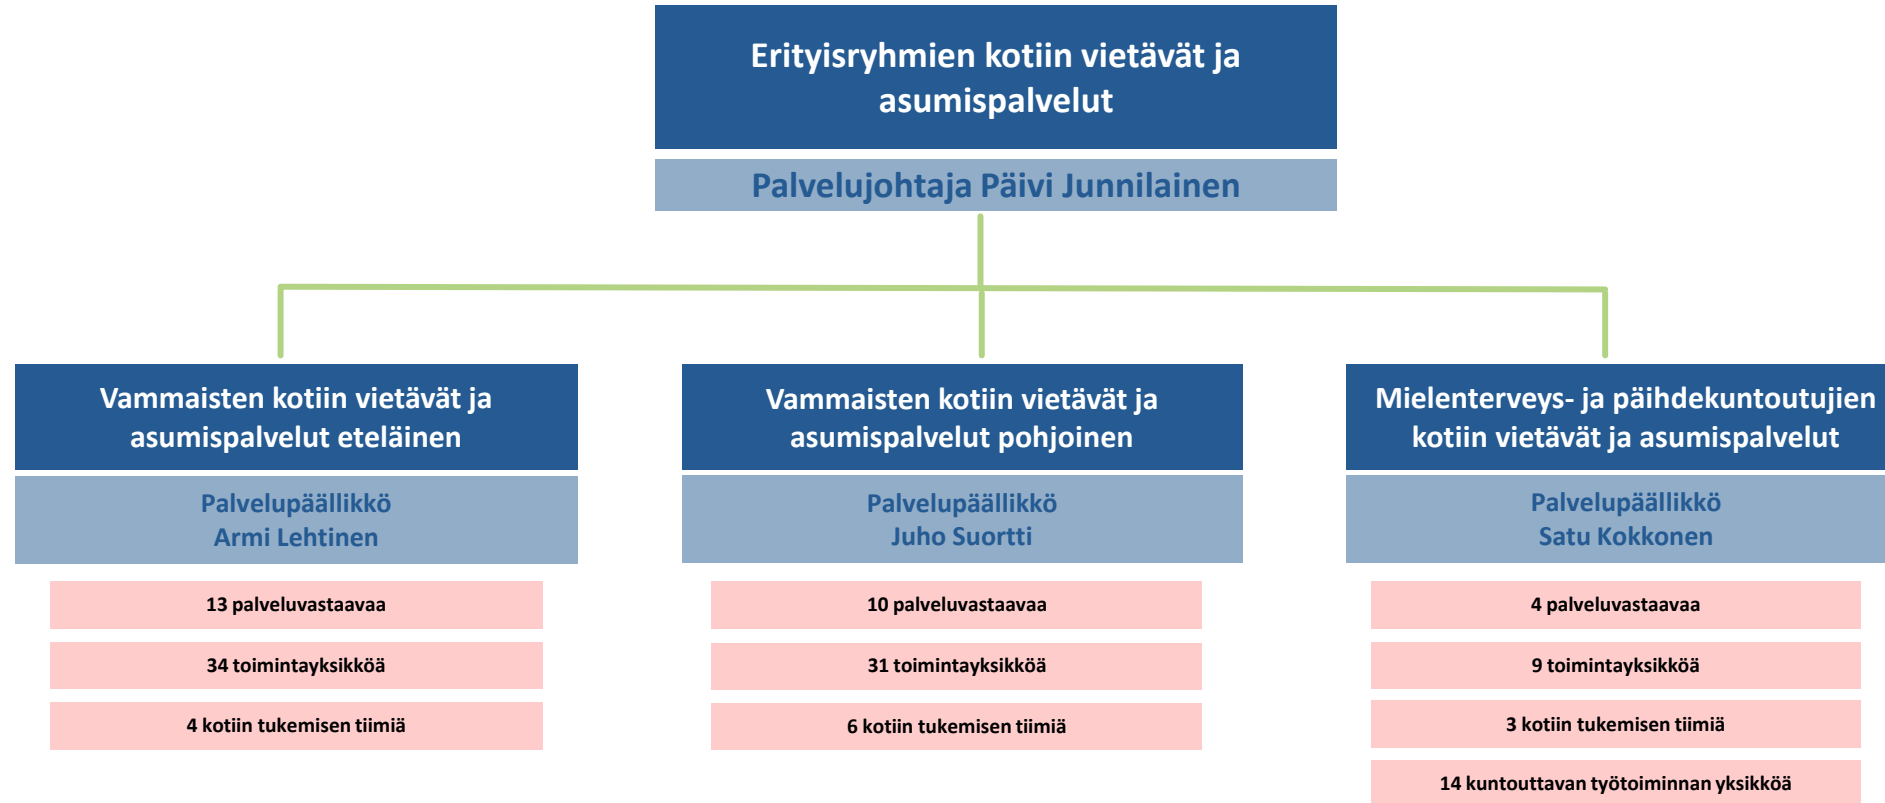 Erityisryhmien kotiin vietävät ja
asumispalvelut
Palvelujohtaja Päivi Junnilainen
Vammaisten kotiin vietävät ja
asumispalvelut eteläinen
Palvelupäällikkö
Armi Lehtinen
13 palveluvastaavaa
34 toimintayksikköä
4 kotiin tukemisen tiimiä
Vammaisten kotiin vietävät ja
asumispalvelut pohjoinen
Palvelupäällikkö
Juho Suortti
10 palveluvastaavaa
31 toimintayksikköä
6 kotiin tukemisen tiimiä
Mielenterveys- ja päihdekuntoutujien
kotiin vietävät ja asumispalvelut
Palvelupäällikkö
Satu Kokkonen
4 palveluvastaavaa
9 toimintayksikköä
3 kotiin tukemisen tiimiä
14 kuntouttavan työtoiminnan yksikköä